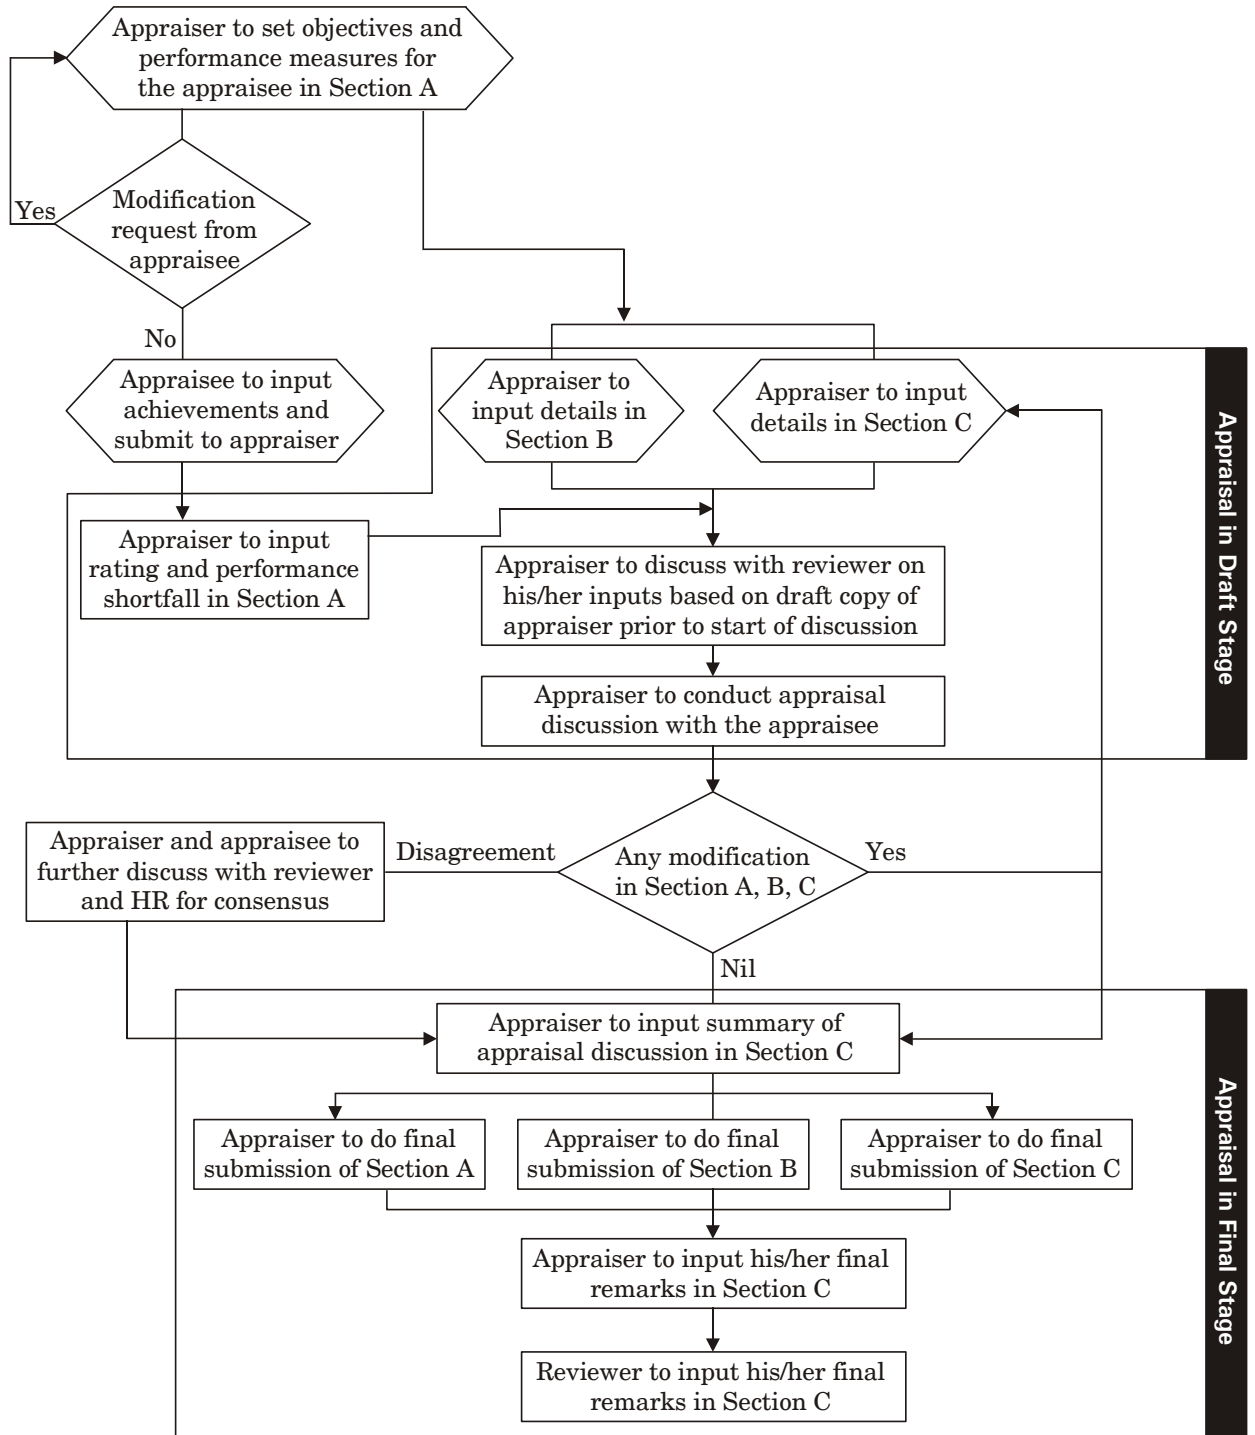 Appraiser to set objectives and
performance measures for
the appraisee in Section A
Modification
request from
appraisee
Yes
No
Appraisee to input
achievements and
submit to appraiser
Appraiser to
input details in
Section B
Appraiser to input
details in Section C
Appraisal in Draft Stage
Appraiser to input
rating and performance
shortfall in Section A
Appraiser to discuss with reviewer on
his/her inputs based on draft copy of
appraiser prior to start of discussion
Appraiser to conduct appraisal
discussion with the appraisee
Appraiser and appraisee to
further discuss with reviewer
and HR for consensus
Disagreement
Any modification
in Section A, B, C
Yes
Nil
Appraiser to input summary of
appraisal discussion in Section C
Appraisal in Final Stage
Appraiser to do final
submission of Section A
Appraiser to do final
submission of Section B
Appraiser to do final
submission of Section C
Appraiser to input his/her final
remarks in Section C
Reviewer to input his/her final
remarks in Section C